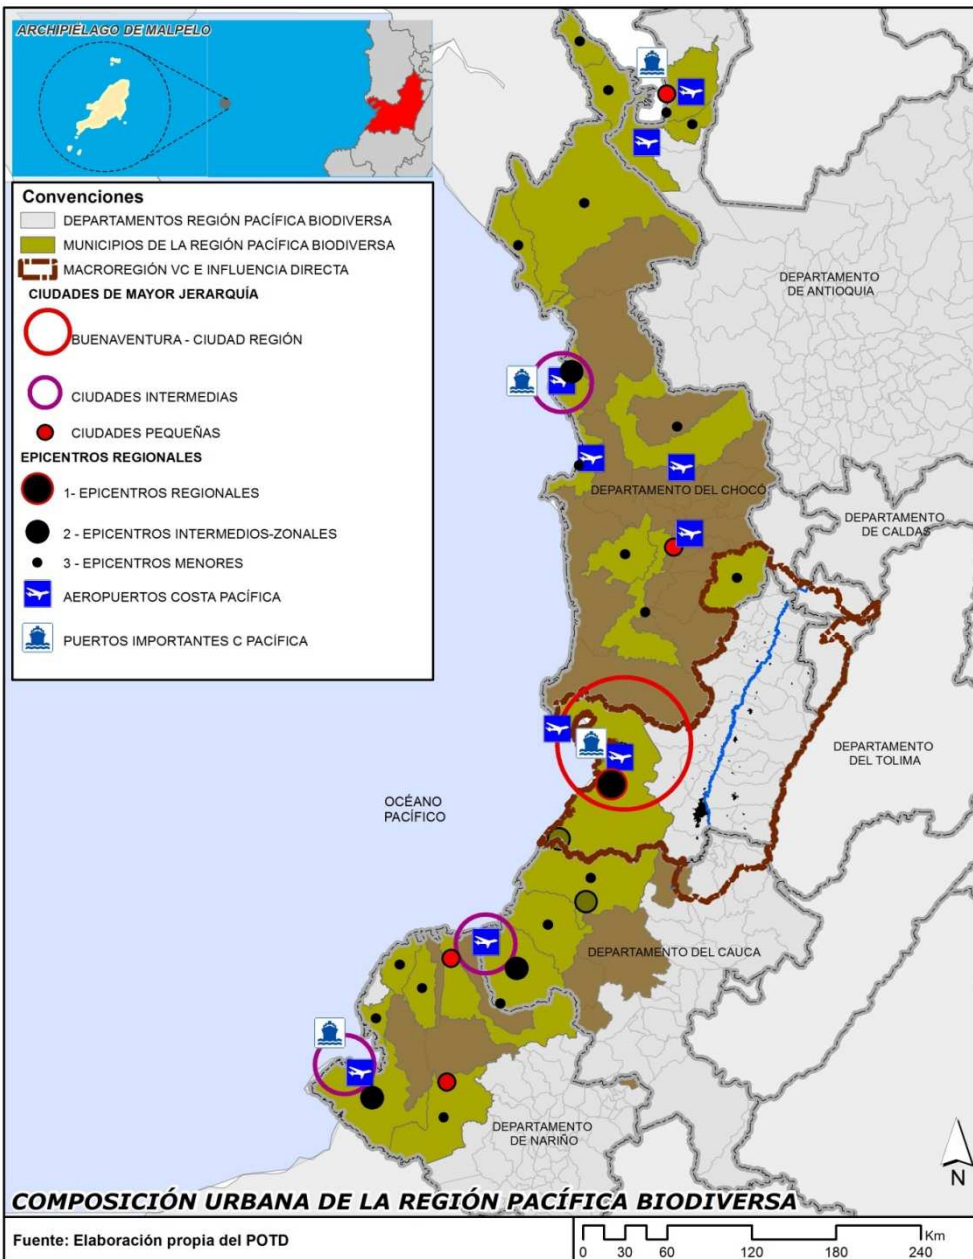 ARCHIPIÉLAGO DE MALPELO
Convenciones
DEPARTAMENTOS REGIÓN PACÍFICA BIODIVERSA
MUNICIPIOS DE LA REGIÓN PACÍFICA BIODIVERSA
MACROREGIÓN VC E INFLUENCIA DIRECTA
CIUDADES DE MAYOR JERARQUÍA
BUENAVENTURA - CIUDAD REGIÓN
CIUDADES INTERMEDIAS
CIUDADES PEQUEÑAS
EPICENTROS REGIONALES
1- EPICENTROS REGIONALES
2 - EPICENTROS INTERMEDIOS-ZONALES
3 - EPICENTROS MENORES
AEROPUERTOS COSTA PACÍFICA
PUERTOS IMPORTANTES C PACÍFICA
DEPARTAMENTO
DE ANTIOQUIA
DEPARTAMENTO DEL CHOCÓ
DEPARTAMENTO
DE CALDAS
DEPARTAMENTO
DEL TOLIMA
OCÉANO
PACÍFICO
DEPARTAMENTO DEL CAUCA
DEPARTAMENTO
DE NARIÑO
N
COMPOSICIÓN URBANA DE LA REGIÓN PACÍFICA BIODIVERSA
Fuente: Elaboración propia del POTD
Km
0 30 60 120 180 240